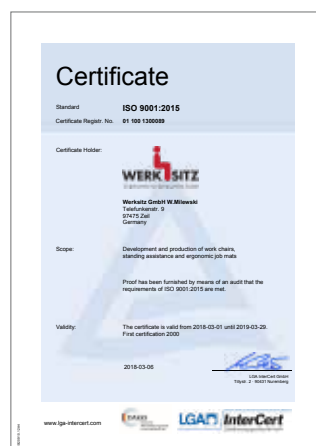 Certificate
Standard ISO 9001:2015
Certificate Registr. No. 01 100 1300089
Certificate Holder:
WERKSITZ
Werksitz GmbH W.Milewski
Telefunkenstr. 9
97475 Zeil
Germany
Scope: Development and production of work chairs,
standing assistance and ergonomic job mats
Proof has been furnished by means of an audit that the
requirements of ISO 9001:2015 are met.
Validity: The certificate is valid from 2018-03-01 until 2019-03-29.
First certification 2000
2018-03-06
LGA InterCert GmbH
Tillystr. 2 · 90431 Nuremberg
www.lga-intercert.com
DAkkS
LGA InterCert